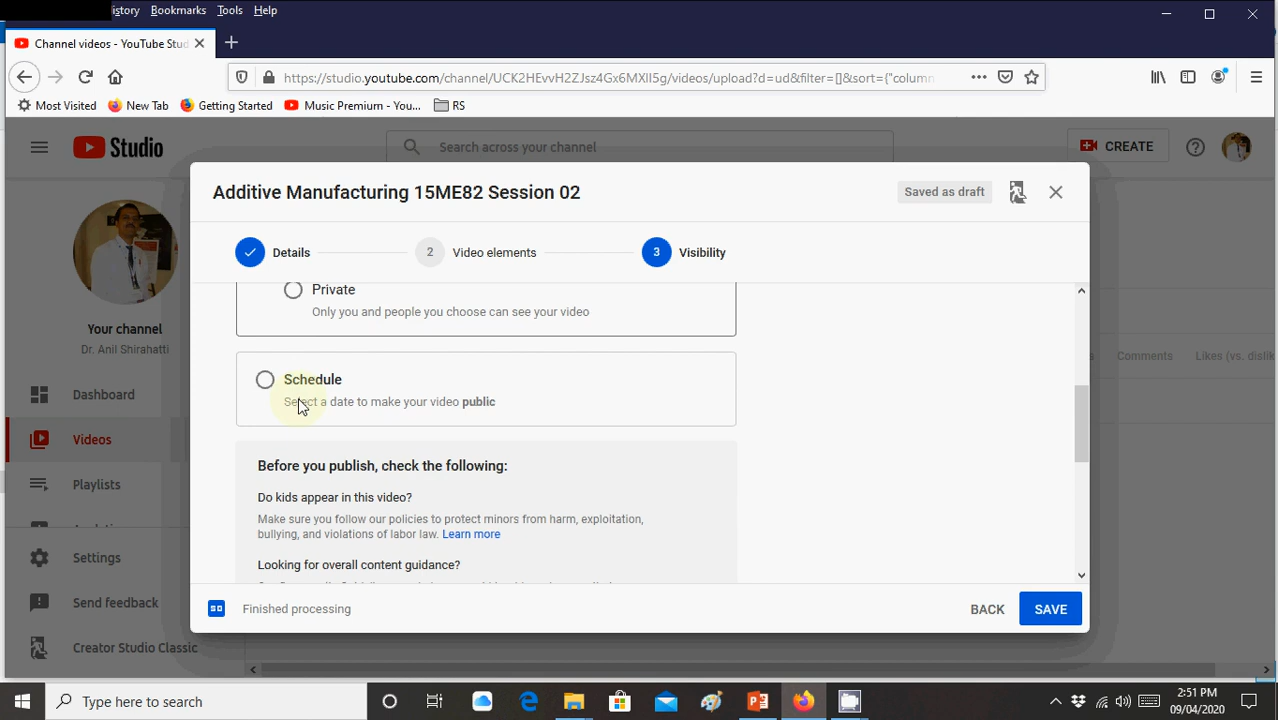 istory Bookmarks Tools Help
Channel videos - YouTube Stud
https://studio.youtube.com/channel/UCK2HEvvH2ZJsz4Gx6MXII5g/videos/upload?d=ud&filter=[]&sort={"column
Most Visited New Tab Getting Started Music Premium - You... RS
Studio
Search across your channel
CREATE
Additive Manufacturing 15ME82 Session 02
Saved as draft
Details
2 Video elements
3 Visibility
Private
Only you and people you choose can see your video
Schedule
Select a date to make your video public
Before you publish, check the following:
Do kids appear in this video?
Make sure you follow our policies to protect minors from harm, exploitation,
bullying, and violations of labor law. Learn more
Looking for overall content guidance?
SD Finished processing
BACK
SAVE
Your channel
Dr. Anil Shirahatti
Dashboard
Videos
Playlists
Settings
Send feedback
Creator Studio Classic
Comments
Likes (vs. dislik
Type here to search
2:51 PM
09/04/2020